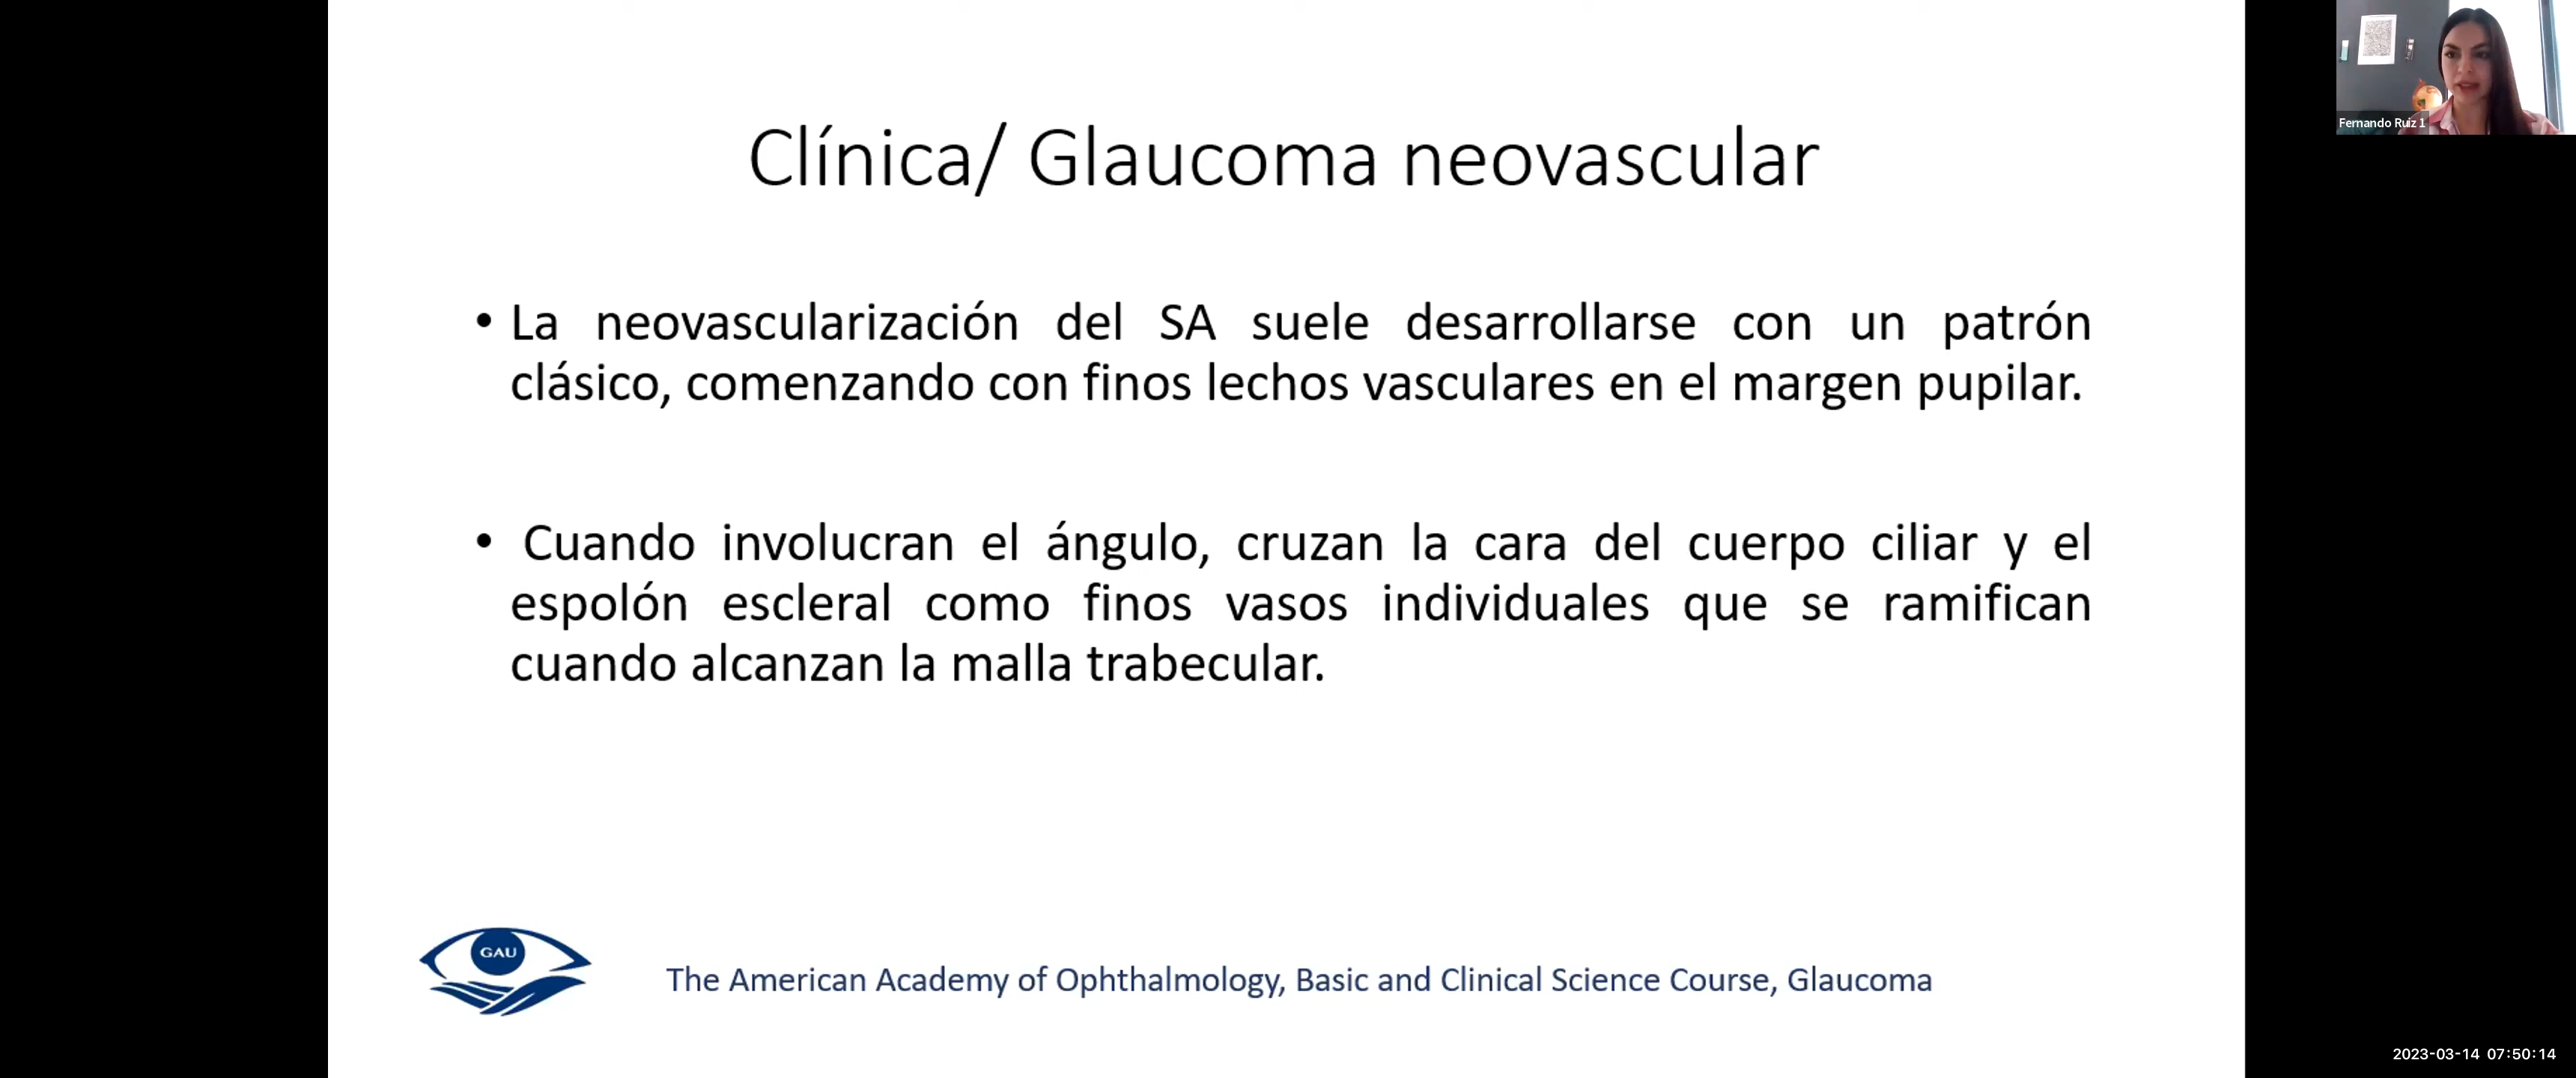 Clínica/ Glaucoma neovascular
• La neovascularización del SA suele desarrollarse con un patrón
clásico, comenzando con finos lechos vasculares en el margen pupilar.
• Cuando involucran el ángulo, cruzan la cara del cuerpo ciliar y el
espolón escleral como finos vasos individuales que se ramifican
cuando alcanzan la malla trabecular.
GAU
The American Academy of Ophthalmology, Basic and Clinical Science Course, Glaucoma
Fernando Ruiz 1
2023-03-14 07:50:14